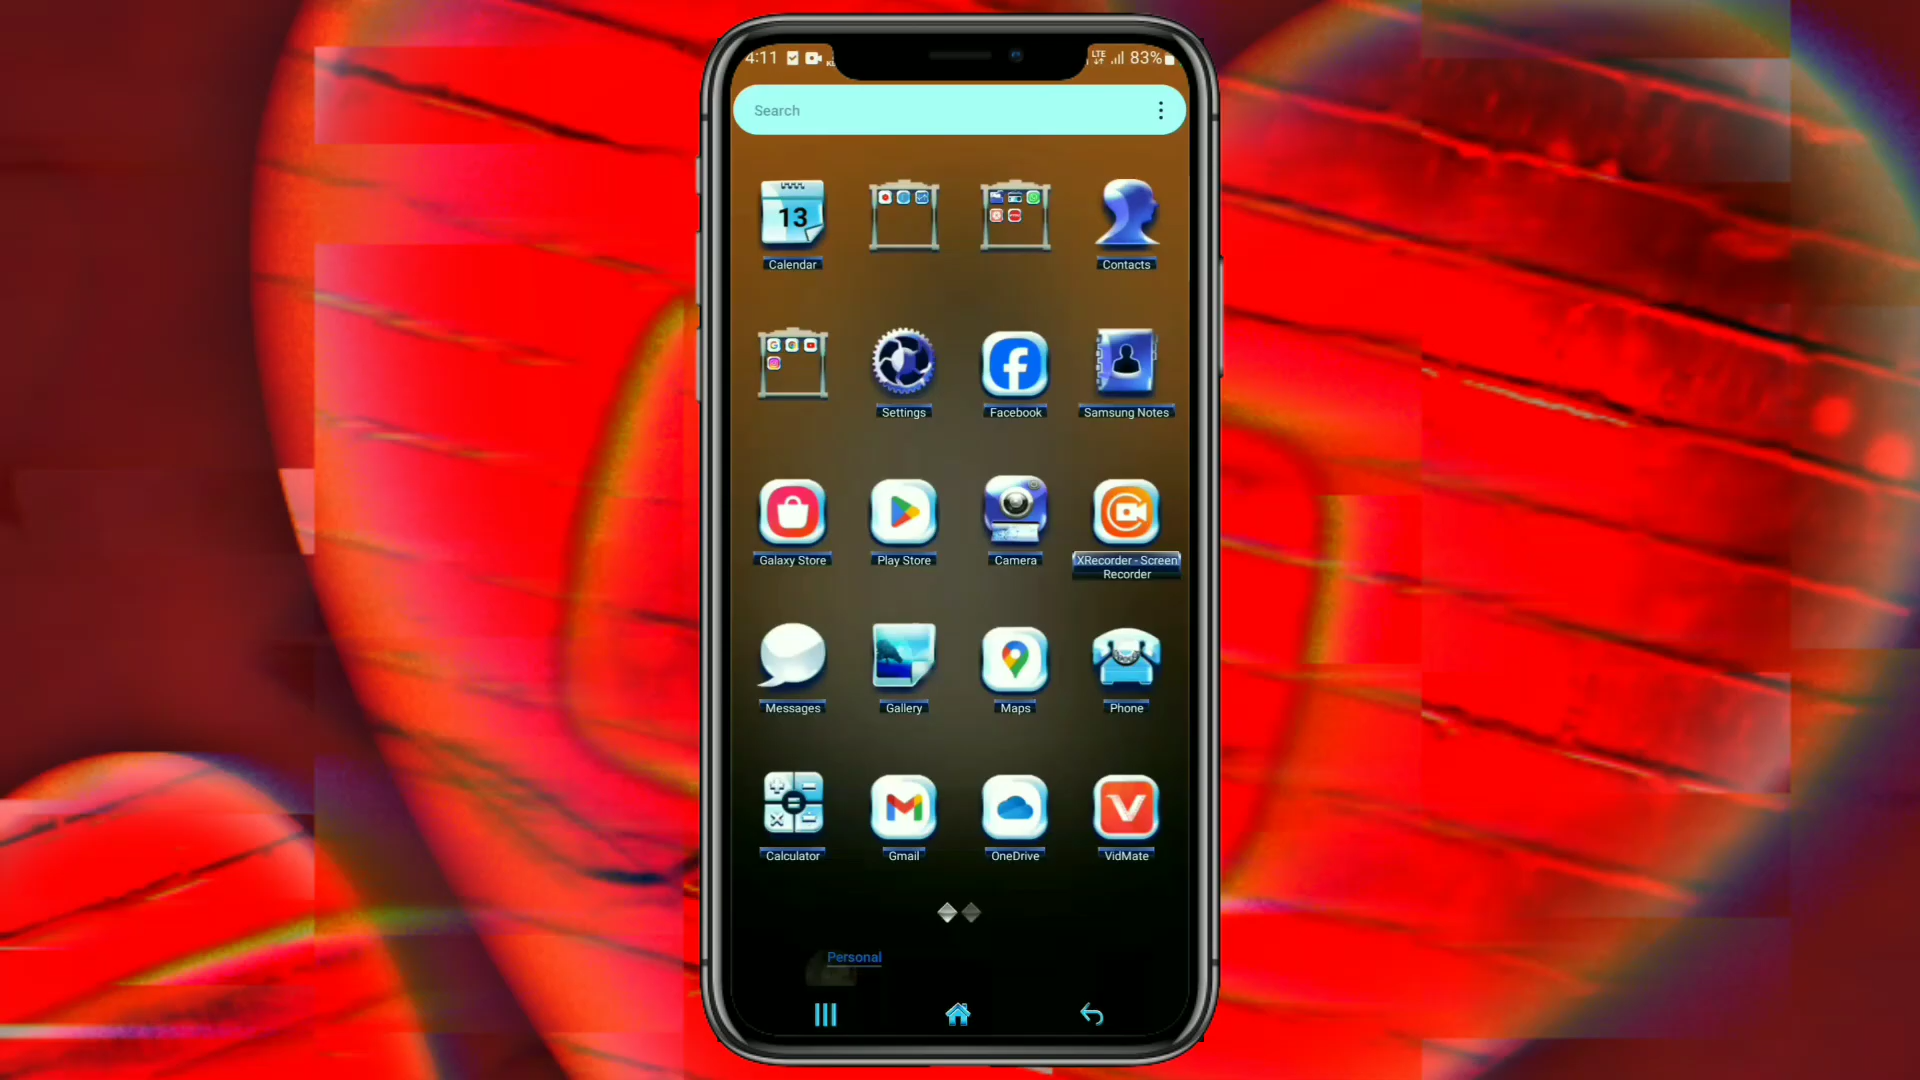 4:11
LTE 83%
Search
13
Calendar
Contacts
Settings
Facebook
Samsung Notes
Galaxy Store
Play Store
Camera
XRecorder - Screen
Recorder
Messages
Gallery
Maps
Phone
Calculator
Gmail
OneDrive
VidMate
Personal